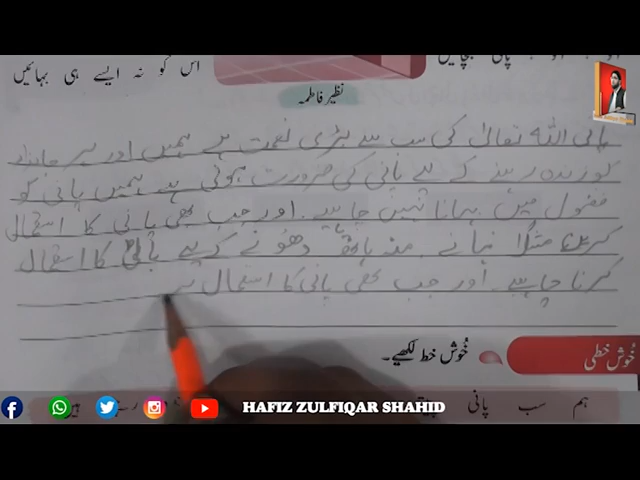 اس کو نہ ایسے ہی بہائیں
نظیر فاطمہ
پانی اللہ تعالیٰ کی سب سے بڑی نعمت ہے ہمیں اور ہر جاندار
کو زندہ رہنے کے لیے پانی کی ضرورت ہوتی ہے ہمیں پانی کو
فضول میں بہانا نہیں چاہیے۔ اور جب بھی پانی کا استعمال
کریں مثلاً نہانے منہ ہاتھ دھونے کے لیے پانی کا استعمال
کرنا چاہیے۔ اور جب بھی پانی کا استعمال
خوش خطی
خُوش خط لکھیے۔
ہم سب پانی
HAFIZ ZULFIQAR SHAHID